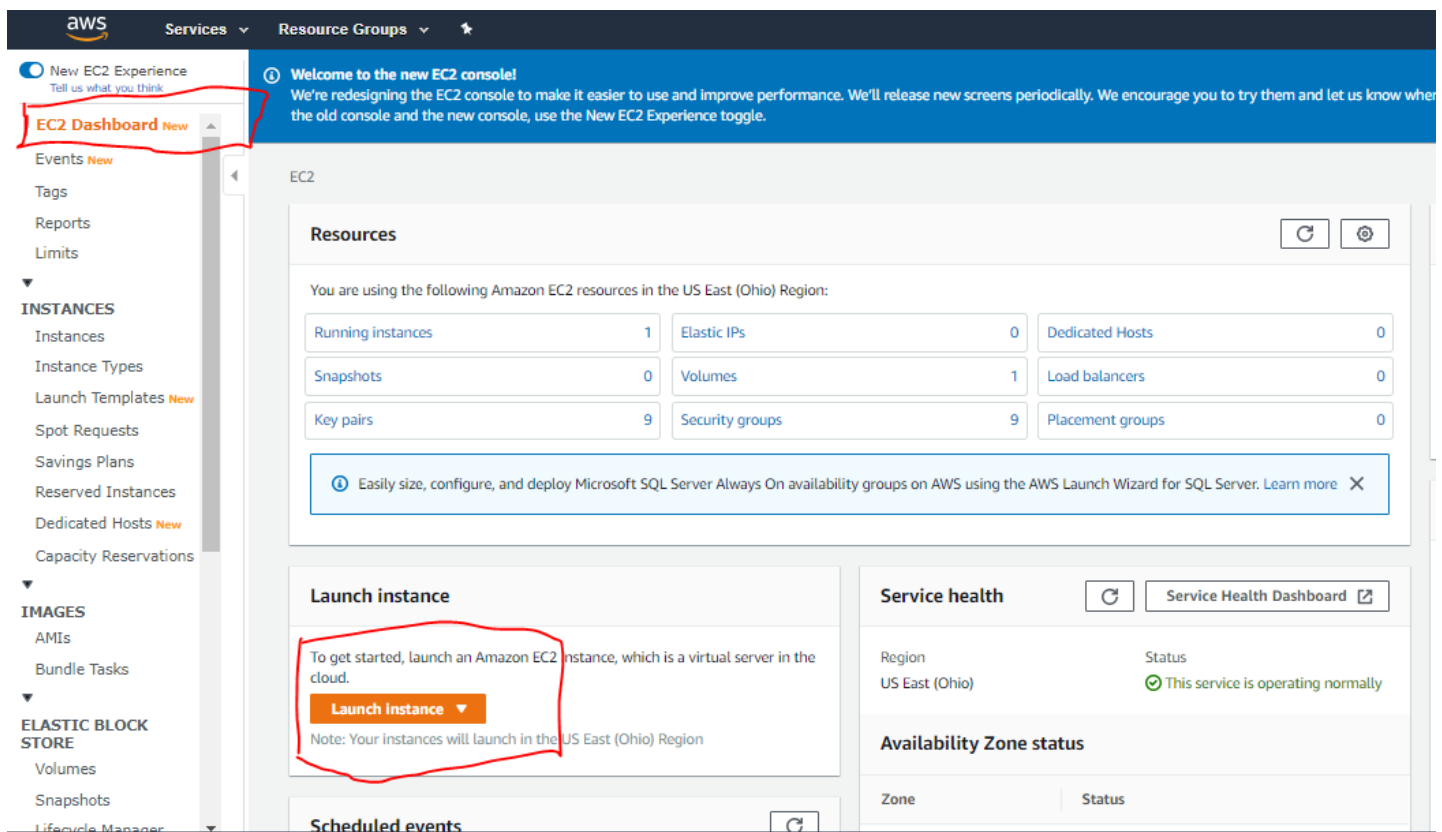 aws Services Resource Groups
New EC2 Experience
Tell us what you think
EC2 Dashboard New
Events New
Tags
Reports
Limits
INSTANCES
Instances
Instance Types
Launch Templates New
Spot Requests
Savings Plans
Reserved Instances
Dedicated Hosts New
Capacity Reservations
IMAGES
AMIs
Bundle Tasks
ELASTIC BLOCK
STORE
Volumes
Snapshots
Lifecycle Manager
Welcome to the new EC2 console!
We're redesigning the EC2 console to make it easier to use and improve performance. We'll release new screens periodically. We encourage you to try them and let us know wher
the old console and the new console, use the New EC2 Experience toggle.
EC2
Resources
You are using the following Amazon EC2 resources in the US East (Ohio) Region:
Running instances 1 Elastic IPs 0 Dedicated Hosts 0
Snapshots 0 Volumes 1 Load balancers 0
Key pairs 9 Security groups 9 Placement groups 0
Easily size, configure, and deploy Microsoft SQL Server Always On availability groups on AWS using the AWS Launch Wizard for SQL Server. Learn more
Launch instance
To get started, launch an Amazon EC2 instance, which is a virtual server in the
cloud.
Launch instance
Note: Your instances will launch in the US East (Ohio) Region
Scheduled events
Service health
Service Health Dashboard
Region Status
US East (Ohio) This service is operating normally
Availability Zone status
Zone Status